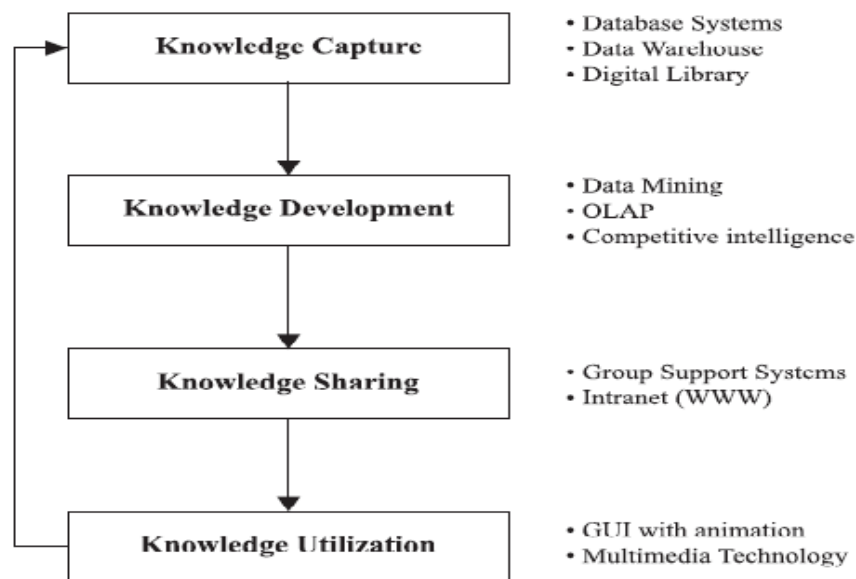 Knowledge Capture
• Database Systems
• Data Warehouse
• Digital Library
Knowledge Development
• Data Mining
• OLAP
• Competitive intelligence
Knowledge Sharing
• Group Support Systems
• Intranet (WWW)
Knowledge Utilization
• GUI with animation
• Multimedia Technology